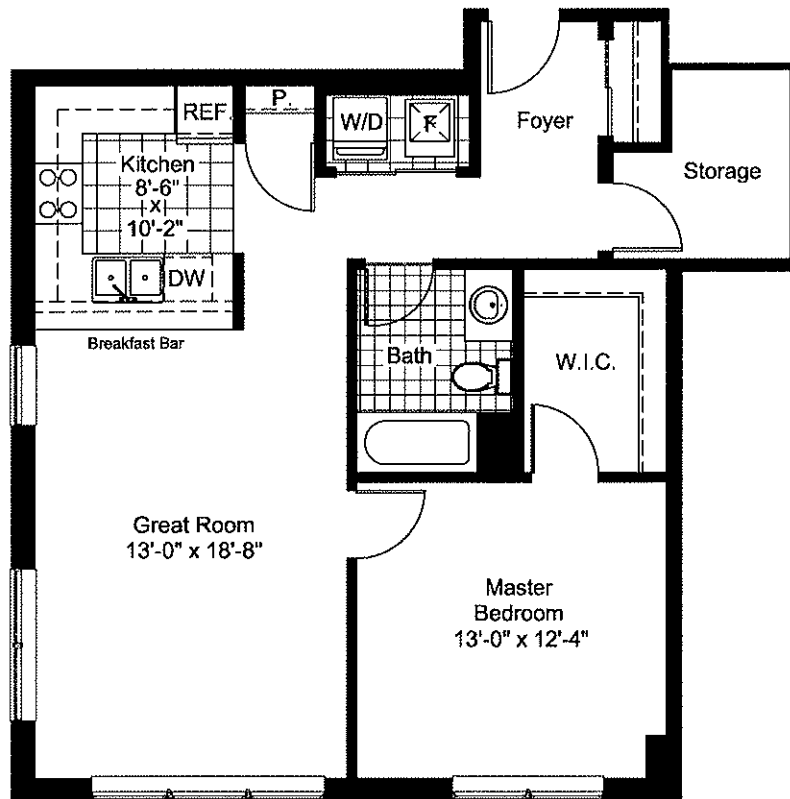 REF.
P.
W/D
F
Foyer
Kitchen
8'-6"
x
10'-2"
Storage
DW
Breakfast Bar
Bath
W.I.C.
Great Room
13'-0" x 18'-8"
Master
Bedroom
13'-0" x 12'-4"